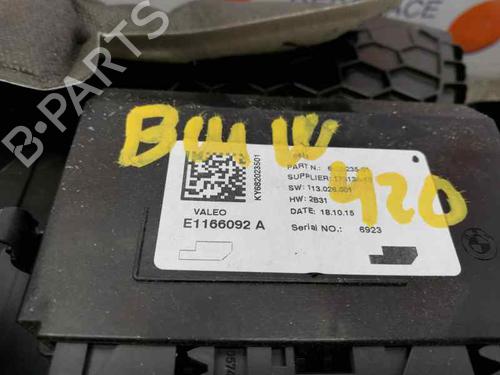 B-PARTS
BMW
420
KY682023501
VALEO
E1166092 A
PART N.:
SUPPLIER:
SW: 113.026.001
HW: 2B31
DATE: 18.10.15
Serial NO.: 6923